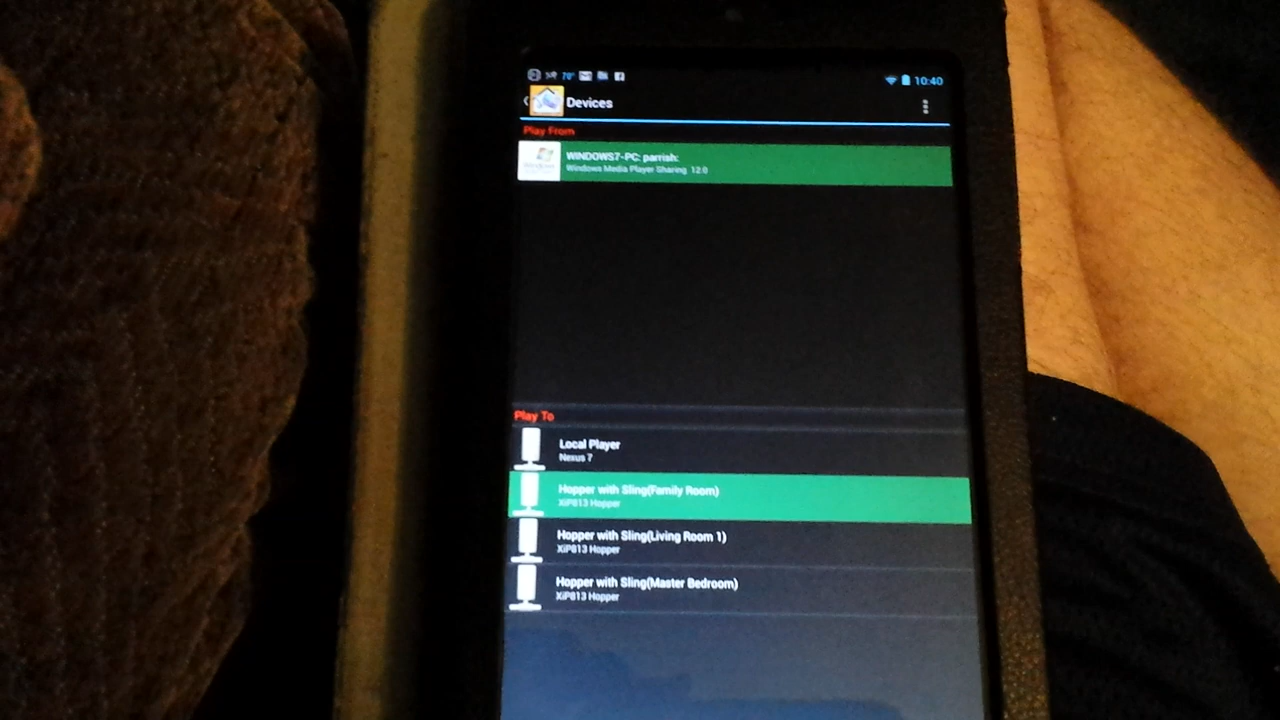 70°
10:40
Devices
Play From
WINDOWS7-PC: parrish:
Windows Media Player Sharing 12.0
Play To
Local Player
Nexus 7
Hopper with Sling(Family Room)
XiP813 Hopper
Hopper with Sling(Living Room 1)
XiP813 Hopper
Hopper with Sling(Master Bedroom)
XiP813 Hopper